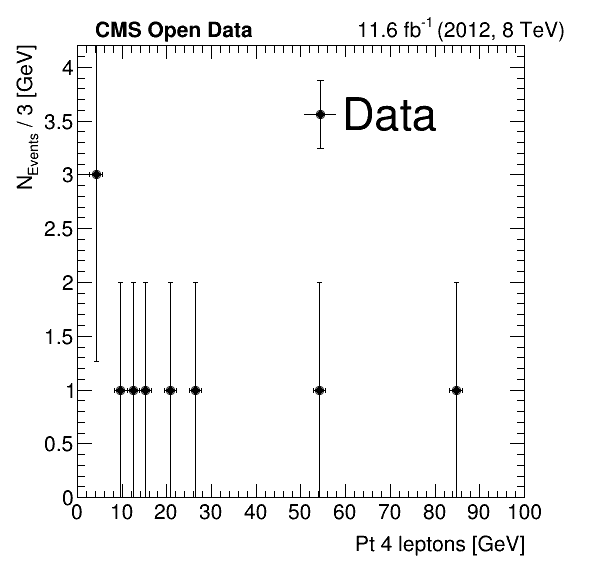 CMS Open Data 11.6 fb⁻¹ (2012, 8 TeV)
N_Events / 3 [GeV]
4
3.5
3
2.5
2
1.5
1
0.5
0
Data
0 10 20 30 40 50 60 70 80 90 100
Pt 4 leptons [GeV]